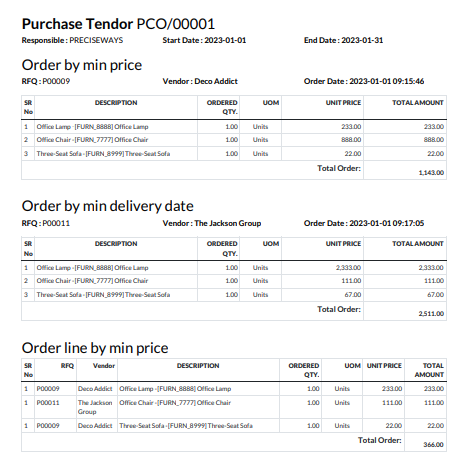 Purchase Tendor PCO/00001
Responsible : PRECISEWAYS Start Date : 2023-01-01 End Date : 2023-01-31
Order by min price
RFQ : P00009 Vendor : Deco Addict Order Date : 2023-01-01 09:15:46
SR No DESCRIPTION ORDERED QTY. UOM UNIT PRICE TOTAL AMOUNT
1 Office Lamp -[FURN_8888] Office Lamp 1.00 Units 233.00 233.00
2 Office Chair -[FURN_7777] Office Chair 1.00 Units 888.00 888.00
3 Three-Seat Sofa -[FURN_8999] Three-Seat Sofa 1.00 Units 22.00 22.00
Total Order: 1,143.00
Order by min delivery date
RFQ : P00011 Vendor : The Jackson Group Order Date : 2023-01-01 09:17:05
SR No DESCRIPTION ORDERED QTY. UOM UNIT PRICE TOTAL AMOUNT
1 Office Lamp -[FURN_8888] Office Lamp 1.00 Units 2,333.00 2,333.00
2 Office Chair -[FURN_7777] Office Chair 1.00 Units 111.00 111.00
3 Three-Seat Sofa -[FURN_8999] Three-Seat Sofa 1.00 Units 67.00 67.00
Total Order: 2,511.00
Order line by min price
SR No RFQ Vendor DESCRIPTION ORDERED QTY. UOM UNIT PRICE TOTAL AMOUNT
1 P00009 Deco Addict Office Lamp -[FURN_8888] Office Lamp 1.00 Units 233.00 233.00
1 P00011 The Jackson Group Office Chair -[FURN_7777] Office Chair 1.00 Units 111.00 111.00
1 P00009 Deco Addict Three-Seat Sofa -[FURN_8999] Three-Seat Sofa 1.00 Units 22.00 22.00
Total Order: 366.00